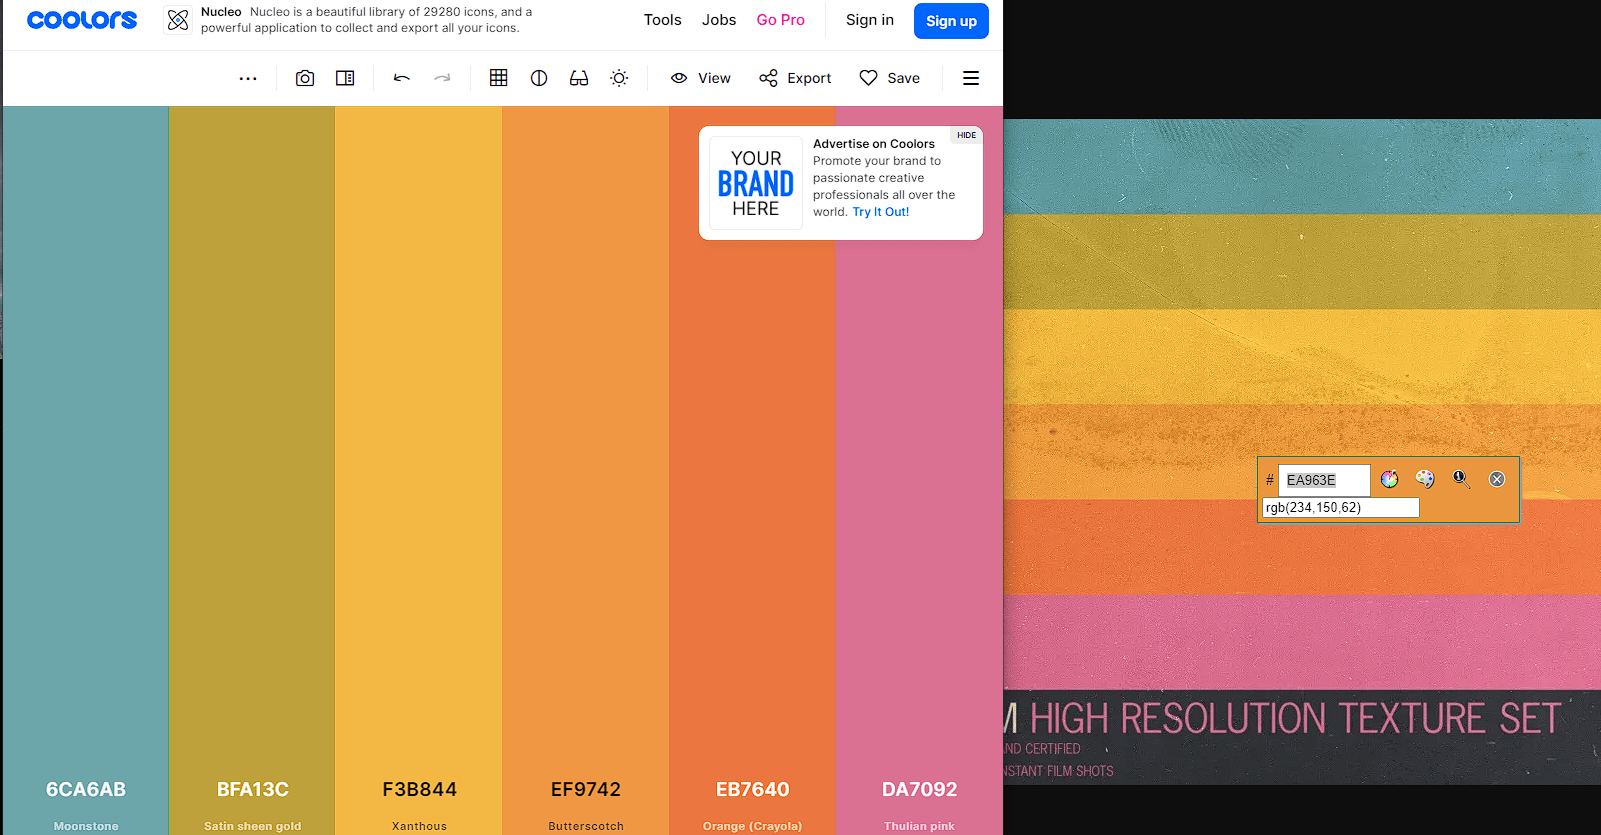 coolors
Nucleo Nucleo is a beautiful library of 29280 icons, and a
powerful application to collect and export all your icons.
Tools Jobs Go Pro Sign in Sign up
View Export Save
HIDE
YOUR
BRAND
HERE
Advertise on Coolors
Promote your brand to
passionate creative
professionals all over the
world. Try It Out!
6CA6AB BFA13C F3B844 EF9742 EB7640 DA7092
Moonstone Satin sheen gold Xanthous Butterscotch Orange (Crayola) Thulian pink
# EA963E
rgb(234,150,62)
M HIGH RESOLUTION TEXTURE SET
ND CERTIFIED
NSTANT FILM SHOTS